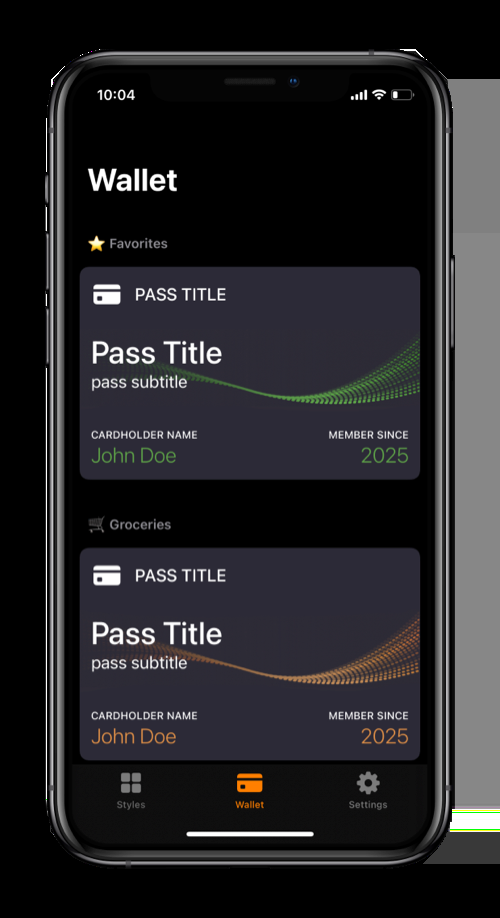 10:04
Wallet
⭐ Favorites
PASS TITLE
Pass Title
pass subtitle
CARDHOLDER NAME MEMBER SINCE
John Doe 2025
🛒 Groceries
PASS TITLE
Pass Title
pass subtitle
CARDHOLDER NAME MEMBER SINCE
John Doe 2025
Styles Wallet Settings